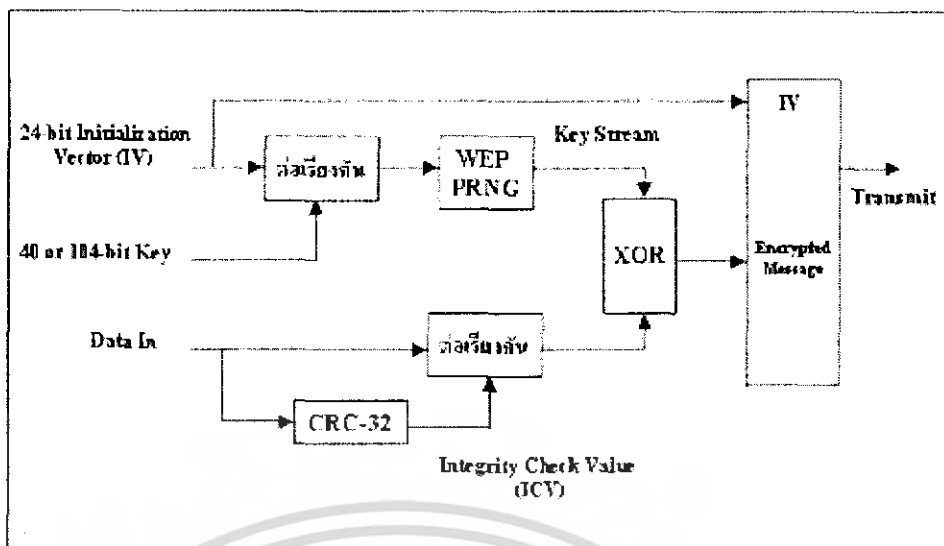 24-bit Initialization
Vector (IV)
ต่อเรียงกัน
WEP
PRNG
Key Stream
IV
Transmit
40 or 104-bit Key
XOR
Encrypted
Message
Data In
ต่อเรียงกัน
CRC-32
Integrity Check Value
(ICV)